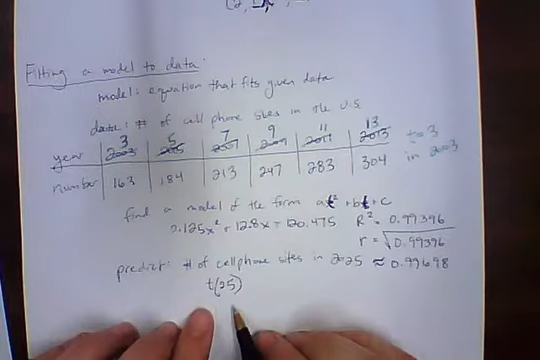 (2,
Fitting a model to data:
model: equation that fits given data
data: # of cell phone sites in the U.S.
3 5 7 9 11 13
year 2003 2005 2007 2009 2011 2013 t=3
number 163 184 213 247 283 304 in 2003
find a model of the form at² + bt + c
0.125x² + 12.8x + 120.475 R² = 0.99396
r = √0.99396
predict: # of cellphone sites in 2025 ≈ 0.99698
t(25)